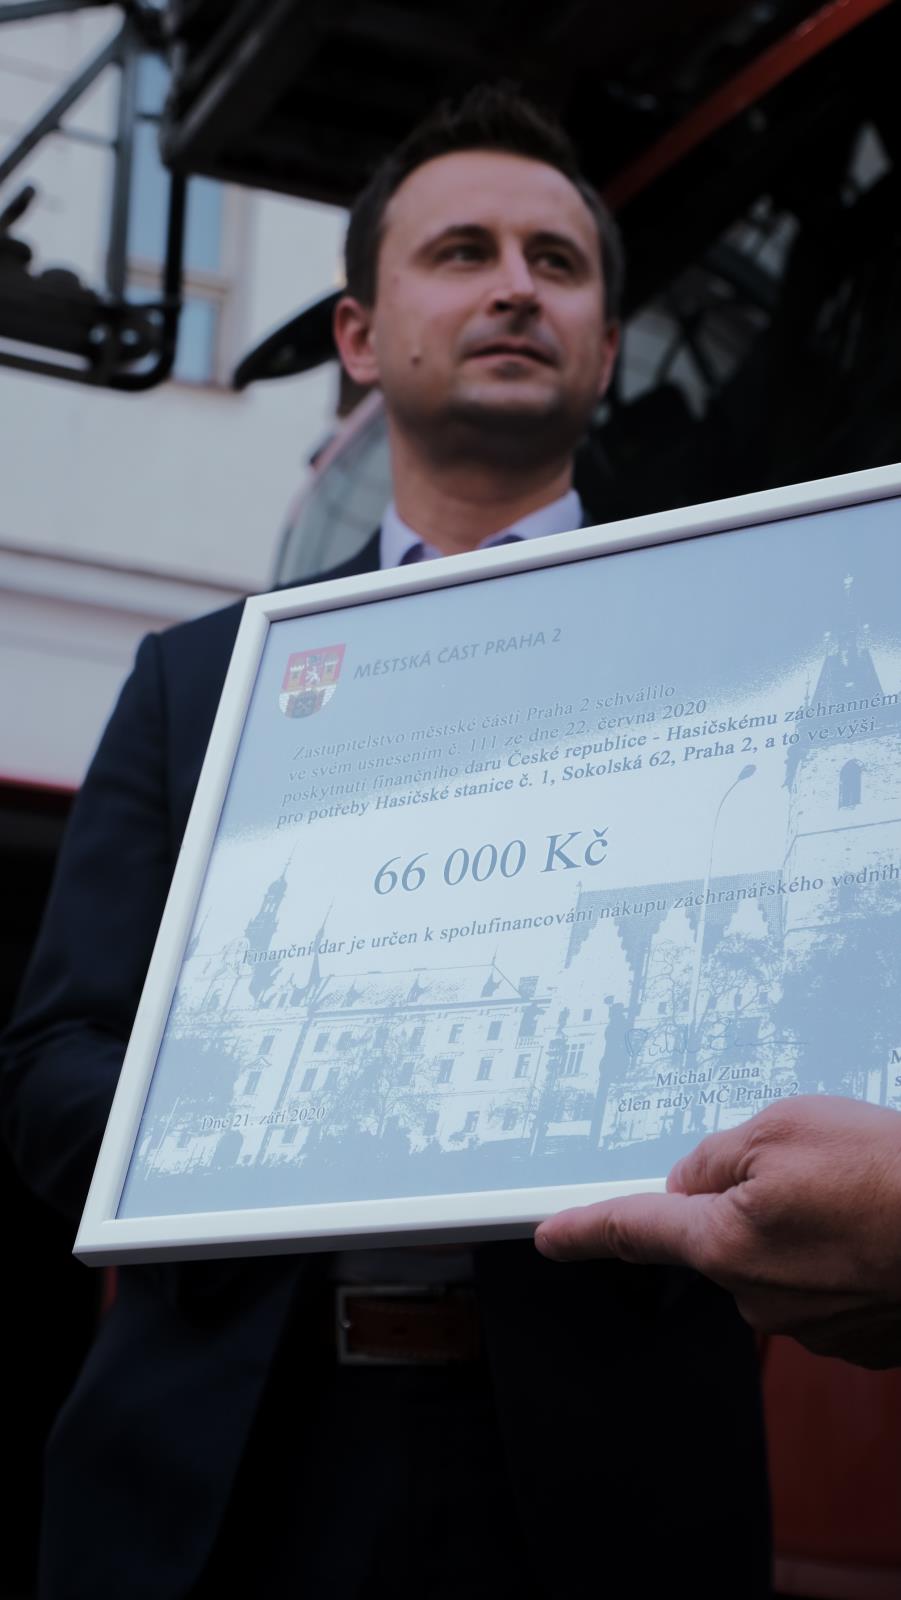 MĚSTSKÁ ČÁST PRAHA 2
Zastupitelstvo městské části Praha 2 schválilo
ve svém usnesením č. 111 ze dne 22. června 2020
poskytnutí finančního daru České republice - Hasičskému záchranném
pro potřeby Hasičské stanice č. 1, Sokolská 62, Praha 2, a to ve výši
66 000 Kč
Finanční dar je určen k spolufinancování nákupu záchranářského vodníh
Michal Zuna
člen rady MČ Praha 2
Dne 21. září 2020